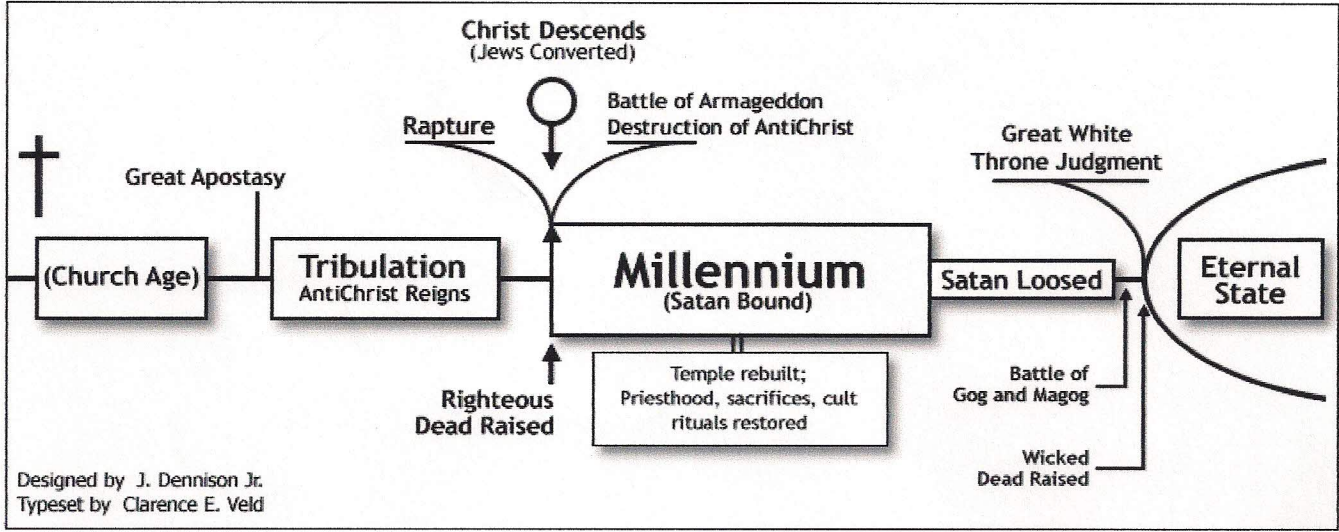 Christ Descends
(Jews Converted)
Battle of Armageddon
Destruction of AntiChrist
Rapture
Great White
Throne Judgment
Great Apostasy
(Church Age)
Tribulation
AntiChrist Reigns
Millennium
(Satan Bound)
Satan Loosed
Eternal
State
Temple rebuilt;
Priesthood, sacrifices, cult
rituals restored
Righteous
Dead Raised
Battle of
Gog and Magog
Wicked
Dead Raised
Designed by J. Dennison Jr.
Typeset by Clarence E. Veld